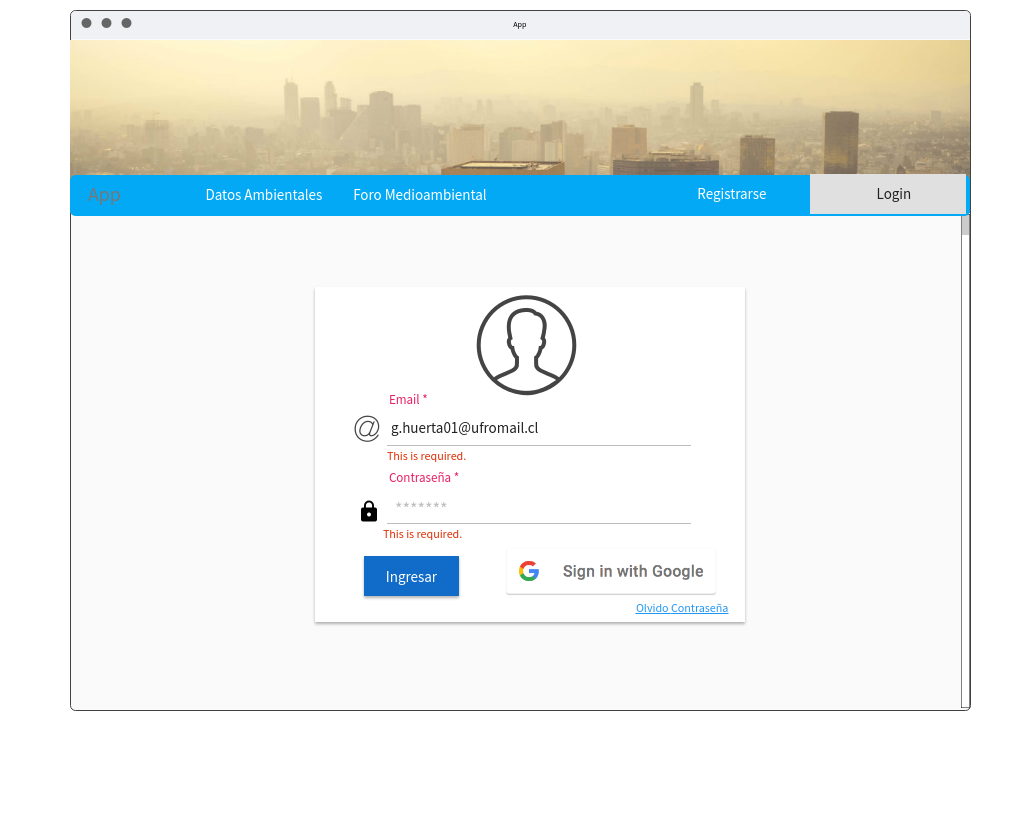 App
App
Datos Ambientales
Foro Medioambiental
Registrarse
Login
Email *
@
g.huerta01@ufromail.cl
This is required.
Contraseña *
*******
This is required.
Ingresar
Sign in with Google
Olvido Contraseña